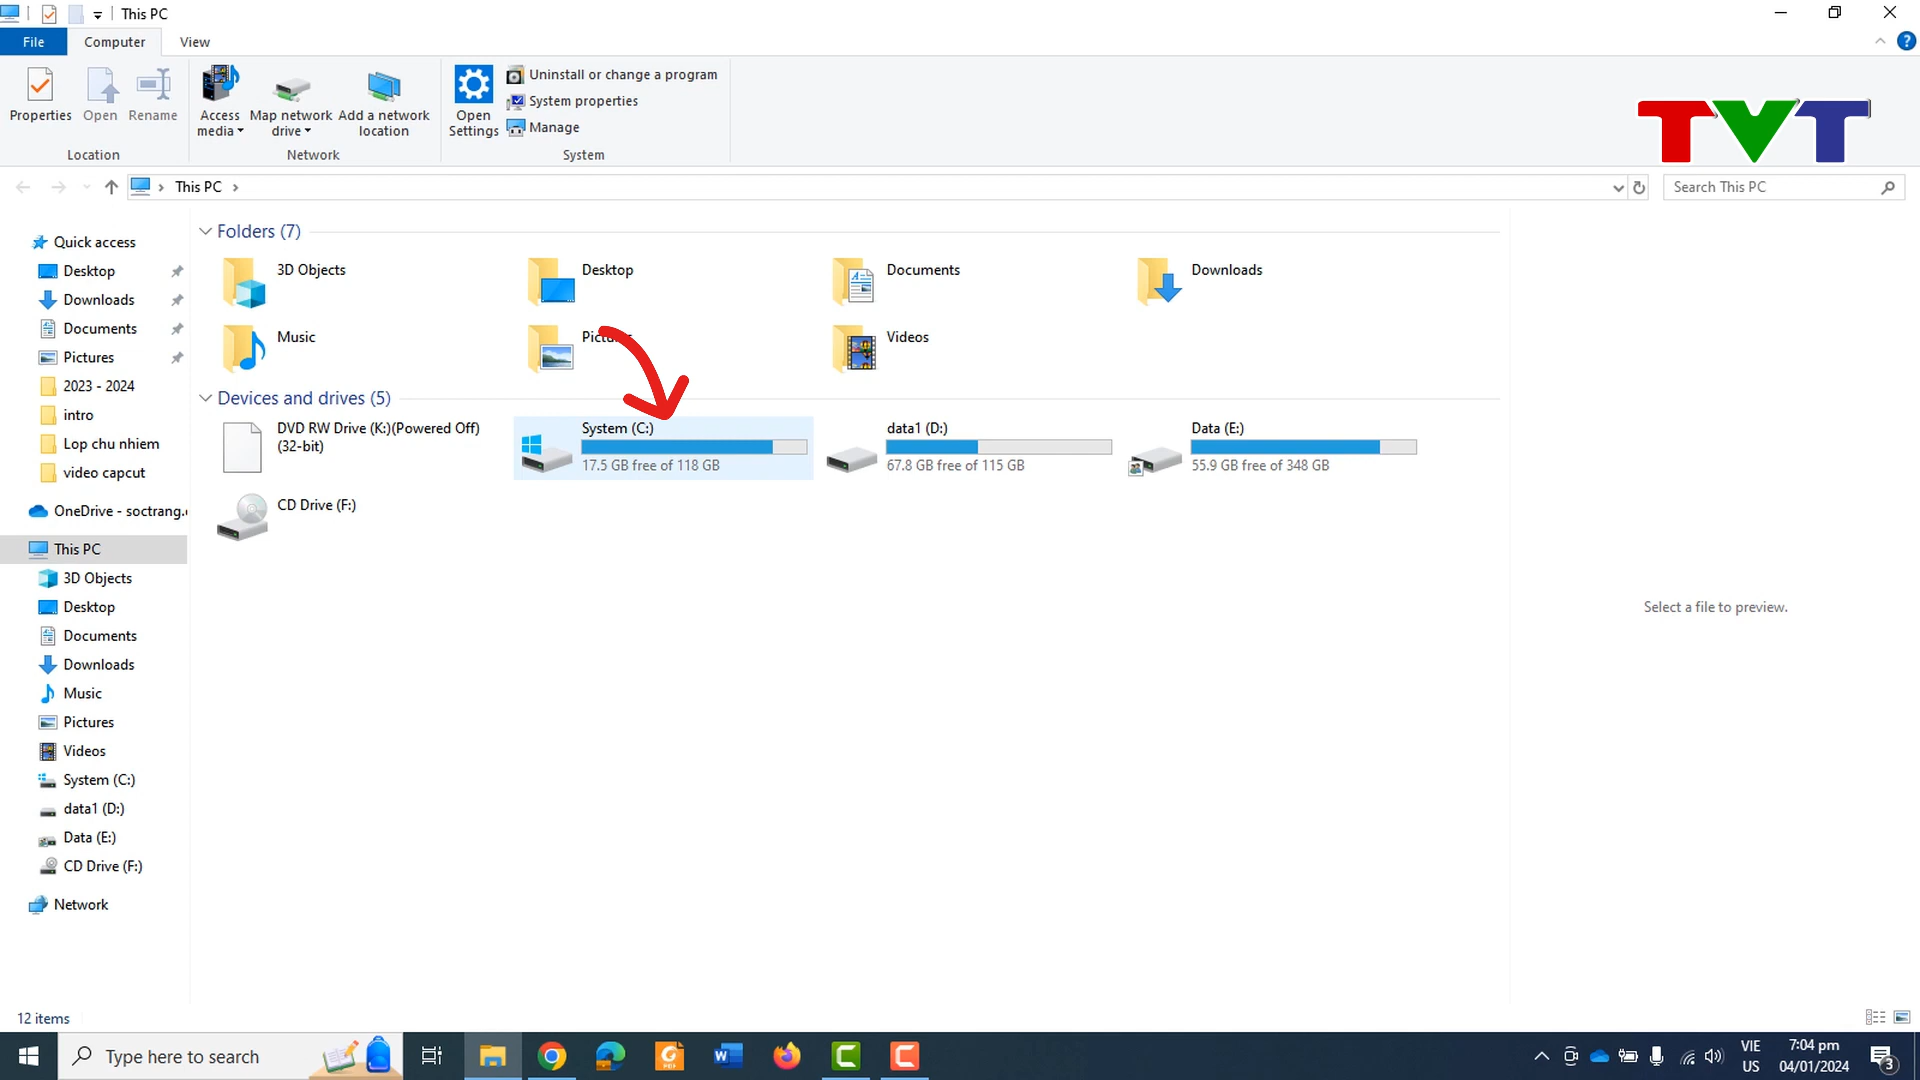 This PC
File
Computer
View
Properties
Open
Rename
Access media
Map network drive
Add a network location
Open Settings
Uninstall or change a program
System properties
Manage
Location
Network
System
TVT
This PC
Search This PC
Quick access
Desktop
Downloads
Documents
Pictures
2023 - 2024
intro
Lop chu nhiem
video capcut
OneDrive - soctrang.
This PC
3D Objects
Desktop
Documents
Downloads
Music
Pictures
Videos
System (C:)
data1 (D:)
Data (E:)
CD Drive (F:)
Network
Folders (7)
3D Objects
Desktop
Documents
Downloads
Music
Pictures
Videos
Devices and drives (5)
DVD RW Drive (K:)(Powered Off)
(32-bit)
System (C:)
17.5 GB free of 118 GB
data1 (D:)
67.8 GB free of 115 GB
Data (E:)
55.9 GB free of 348 GB
CD Drive (F:)
Select a file to preview.
12 items
Type here to search
VIE
US
7:04 pm
04/01/2024
3